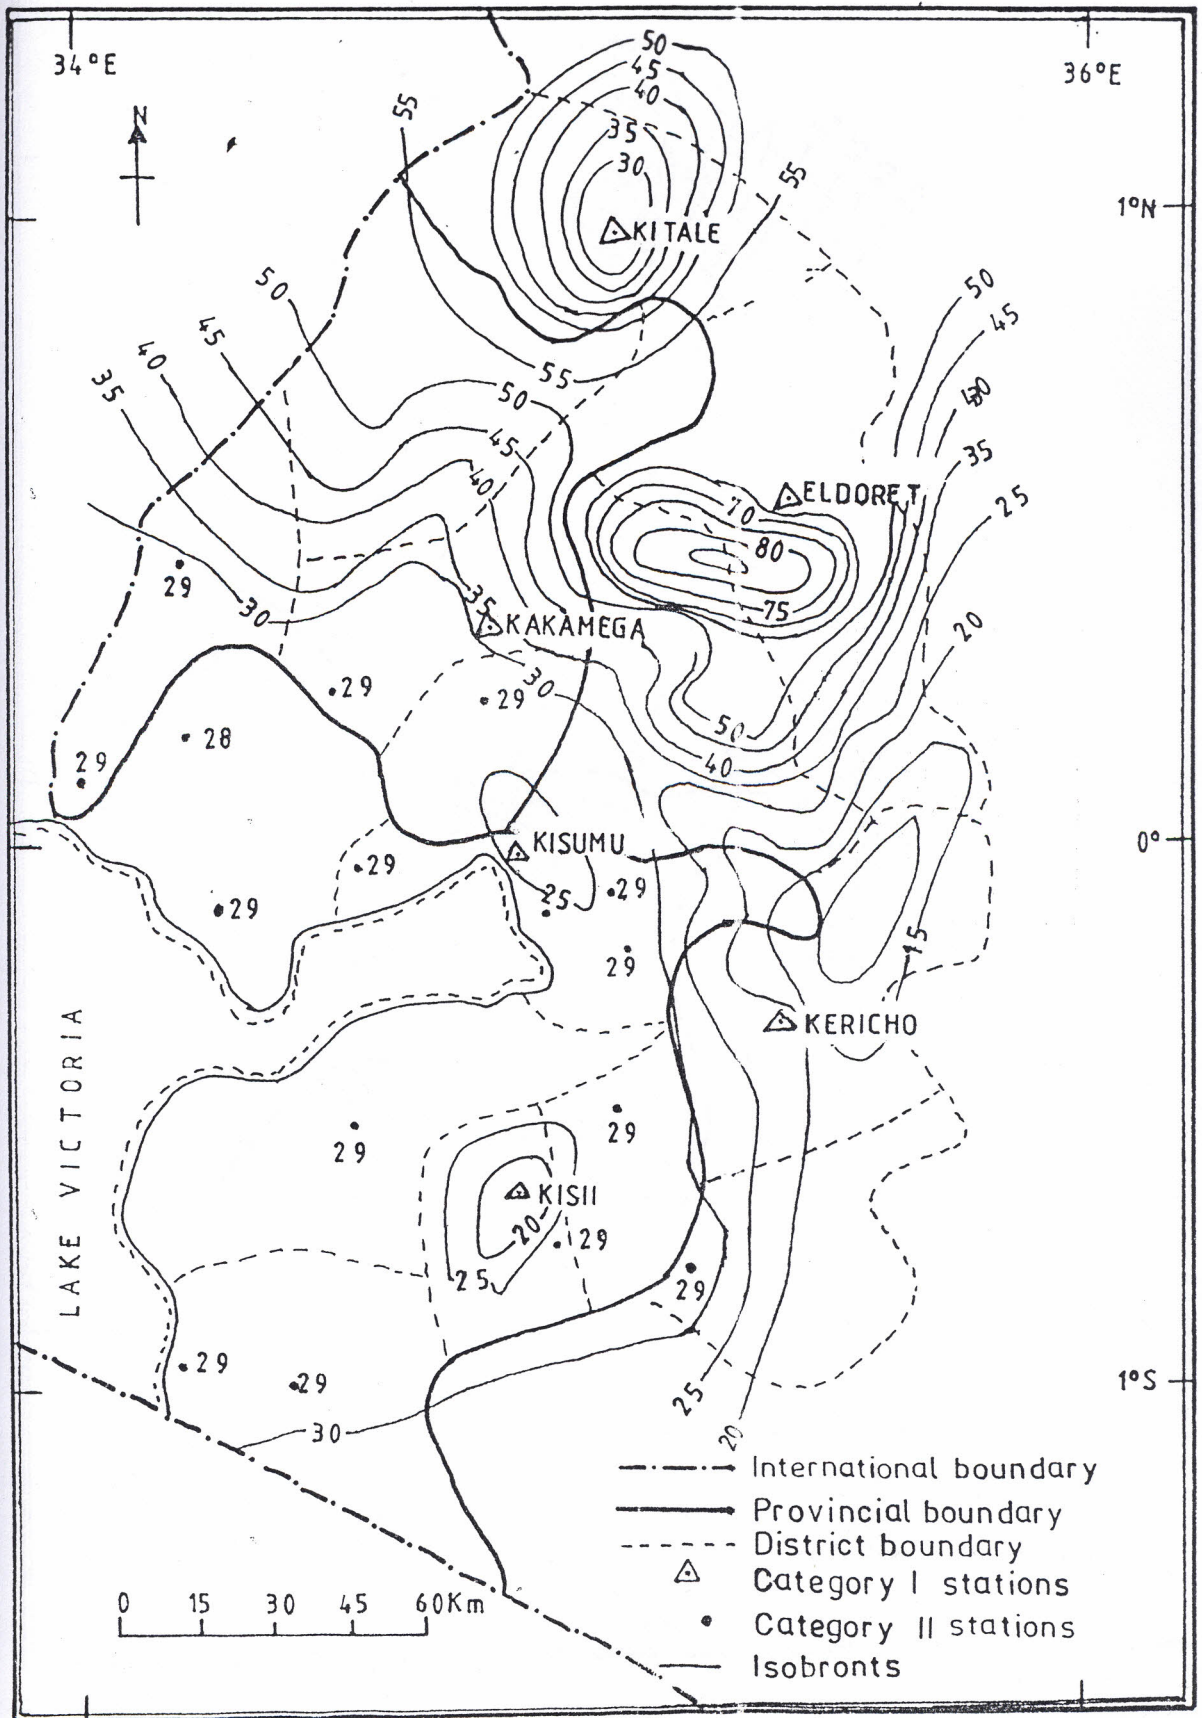 50
34°E
45
36°E
40
N
55
35
30
55
1°N
KITALE
50
50
45
45
40
55
35
50
40
45
35
40
ELDORET
70
25
80
29
75
35
30
KAKAMEGA
20
30
29
29
28
50
29
40
KISUMU
0°
29
25
29
29
15
29
KERICHO
LAKE VICTORIA
29
29
KISII
20
29
25
29
29
29
25
1°S
30
20
International boundary
Provincial boundary
District boundary
Category I stations
0 15 30 45 60Km
Category II stations
Isobronts